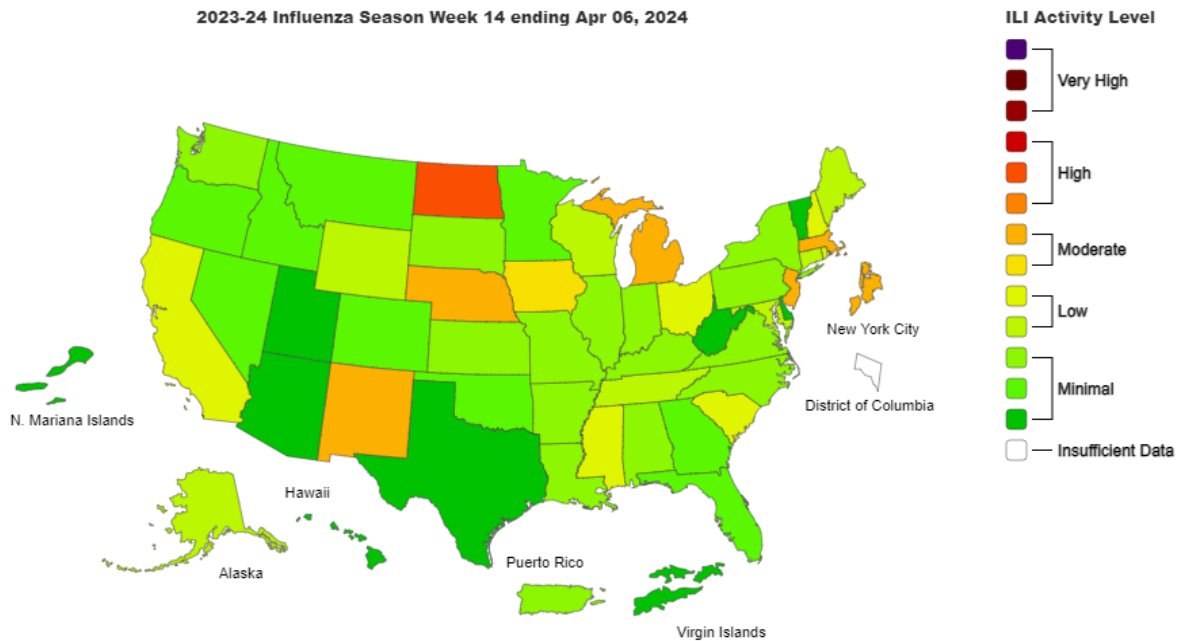 2023-24 Influenza Season Week 14 ending Apr 06, 2024
ILI Activity Level
Very High
High
Moderate
Low
Minimal
Insufficient Data
New York City
District of Columbia
N. Mariana Islands
Hawaii
Alaska
Puerto Rico
Virgin Islands